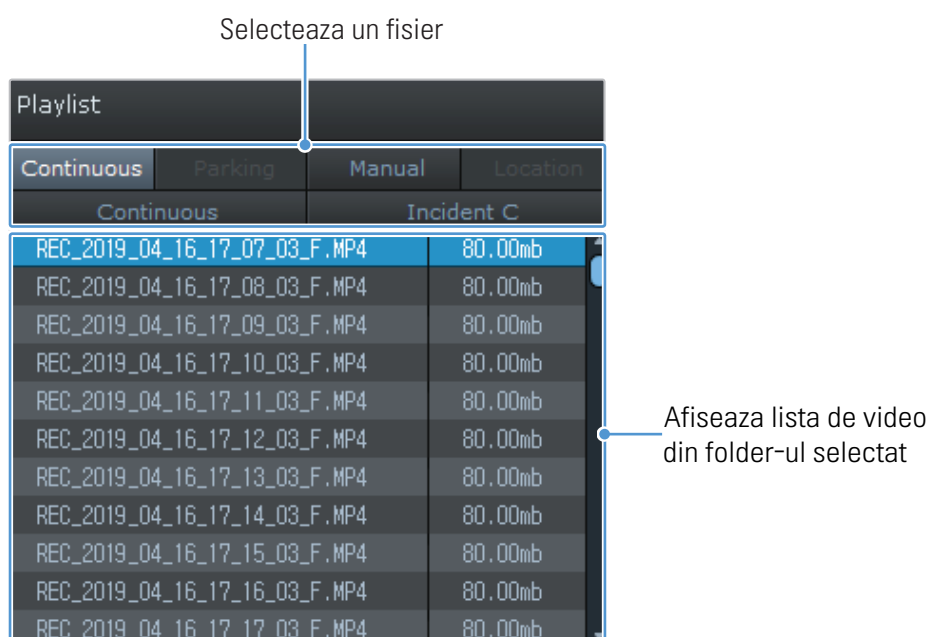 Selecteaza un fisier
Playlist
Continuous Parking Manual Location
Continuous Incident C
REC_2019_04_16_17_07_03_F.MP4 80.00mb
REC_2019_04_16_17_08_03_F.MP4 80.00mb
REC_2019_04_16_17_09_03_F.MP4 80.00mb
REC_2019_04_16_17_10_03_F.MP4 80.00mb
REC_2019_04_16_17_11_03_F.MP4 80.00mb
REC_2019_04_16_17_12_03_F.MP4 80.00mb
REC_2019_04_16_17_13_03_F.MP4 80.00mb
REC_2019_04_16_17_14_03_F.MP4 80.00mb
REC_2019_04_16_17_15_03_F.MP4 80.00mb
REC_2019_04_16_17_16_03_F.MP4 80.00mb
REC_2019_04_16_17_17_03_F.MP4 80.00mb
Afiseaza lista de video
din folder-ul selectat